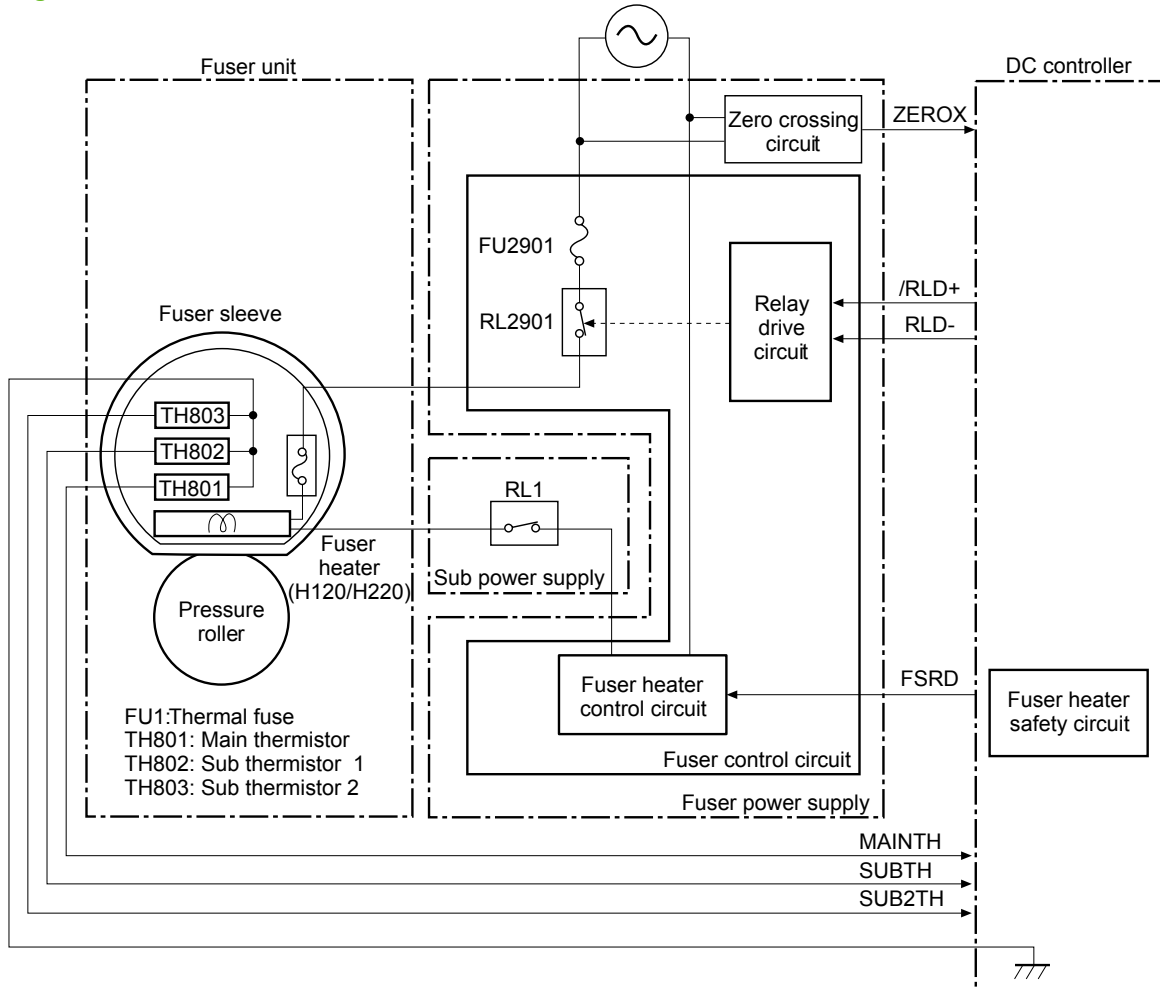 Fuser unit
DC controller
Zero crossing
circuit
ZEROX
FU2901
RL2901
Relay
drive
circuit
/RLD+
RLD-
Fuser sleeve
TH803
TH802
TH801
RL1
Sub power supply
Fuser
heater
(H120/H220)
Pressure
roller
Fuser heater
control circuit
FSRD
Fuser heater
safety circuit
FU1:Thermal fuse
TH801: Main thermistor
TH802: Sub thermistor 1
TH803: Sub thermistor 2
Fuser control circuit
Fuser power supply
MAINTH
SUBTH
SUB2TH